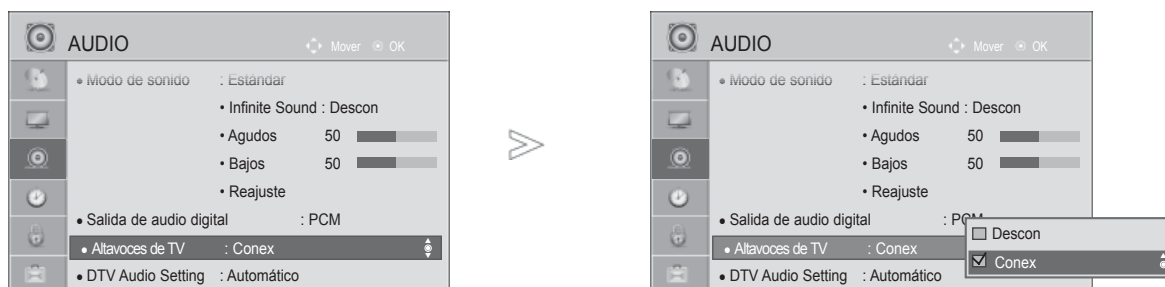 AUDIO
Mover
OK
• Modo de sonido : Estándar
• Infinite Sound : Descon
• Agudos 50
• Bajos 50
• Reajuste
• Salida de audio digital : PCM
• Altavoces de TV : Conex
• DTV Audio Setting : Automático
AUDIO
Mover
OK
• Modo de sonido : Estándar
• Infinite Sound : Descon
• Agudos 50
• Bajos 50
• Reajuste
• Salida de audio digital : PCM
• Altavoces de TV : Conex
• DTV Audio Setting : Automático
Descon
Conex